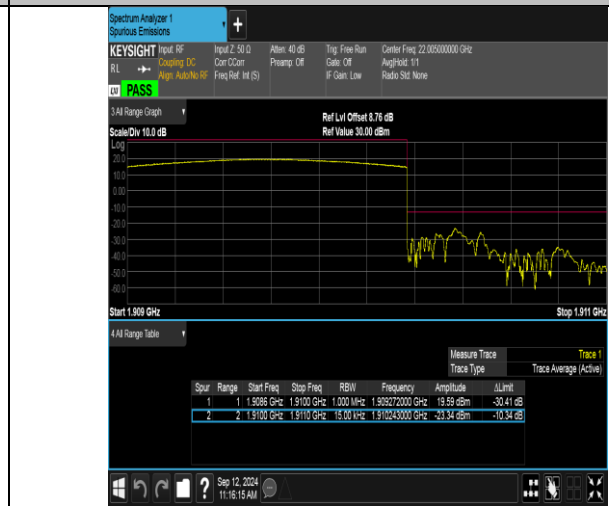 Spectrum Analyzer 1
Spurious Emissions
+
KEYSIGHT Input: RF Input Z: 50 Ω Atten: 40 dB Trig: Free Run Center Freq: 22.005000000 GHz
RL Coupling: DC Corr CCorr Preamp: Off Gate: Off Avg|Hold: 1/1
Align: Auto/No RF Freq Ref: Int (S) IF Gain: Low Radio Std: None
LXI PASS
3 All Range Graph
Ref Lvl Offset 8.76 dB
Scale/Div 10.0 dB Ref Value 30.00 dBm
Log
20.0
10.0
0.00
-10.0
-20.0
-30.0
-40.0
-50.0
-60.0
Start 1.909 GHz Stop 1.911 GHz
4 All Range Table
Measure Trace Trace 1
Trace Type Trace Average (Active)
Spur Range Start Freq Stop Freq RBW Frequency Amplitude ΔLimit
1 1 1.9086 GHz 1.9100 GHz 1.000 MHz 1.909272000 GHz 19.59 dBm -30.41 dB
2 2 1.9100 GHz 1.9110 GHz 15.00 kHz 1.910243000 GHz -23.34 dBm -10.34 dB
? Sep 12, 2024
11:16:15 AM